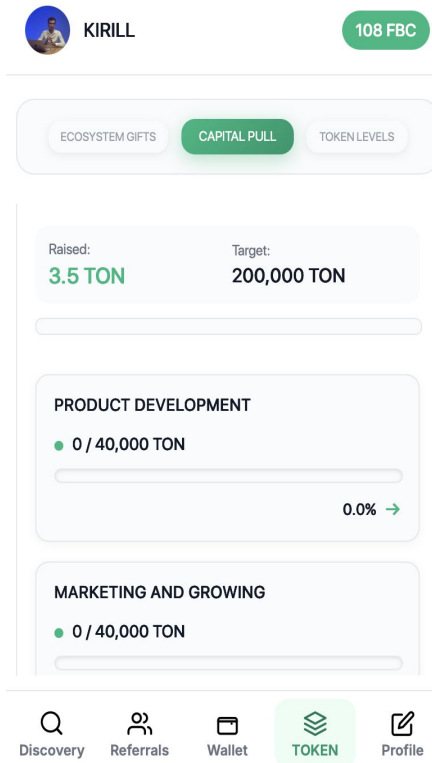 KIRILL
108 FBC
ECOSYSTEM GIFTS
CAPITAL PULL
TOKEN LEVELS
Raised:
Target:
3.5 TON
200,000 TON
PRODUCT DEVELOPMENT
0 / 40,000 TON
0.0%
MARKETING AND GROWING
0 / 40,000 TON
Discovery
Referrals
Wallet
TOKEN
Profile